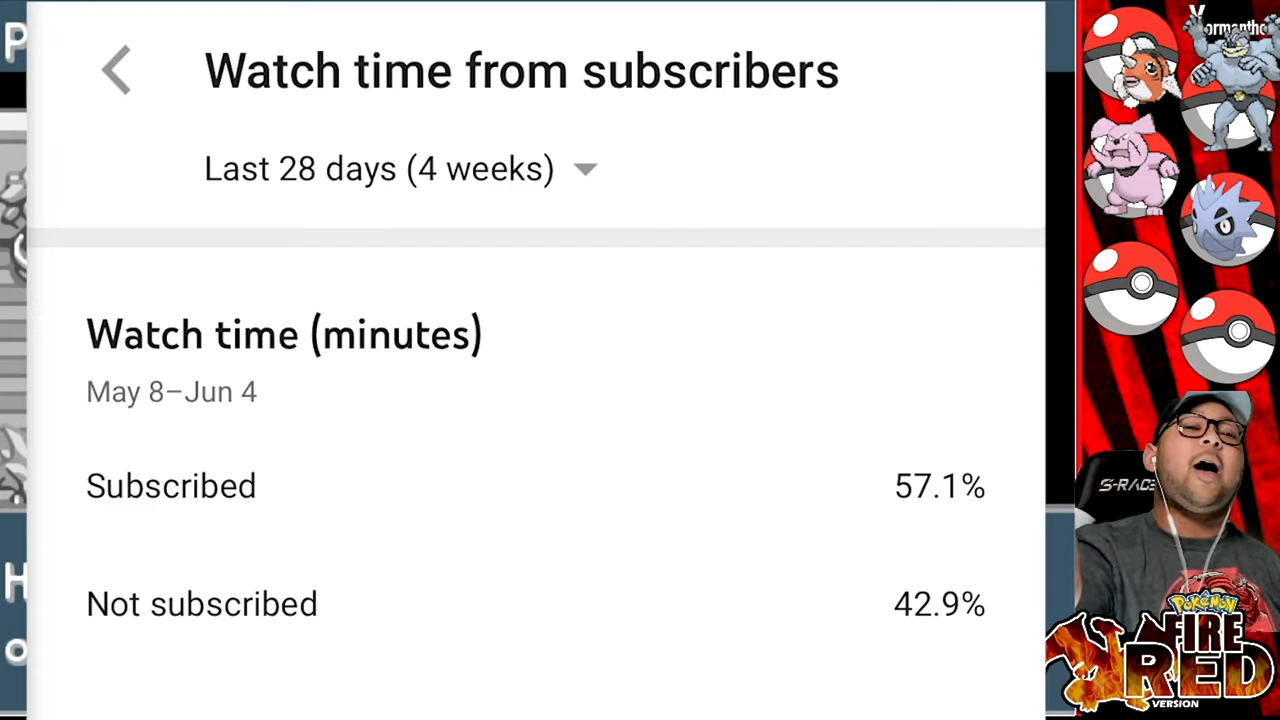 Watch time from subscribers
Last 28 days (4 weeks)
Watch time (minutes)
May 8–Jun 4
Subscribed 57.1%
Not subscribed 42.9%
P
H
o
S-RACE
POKéMON
FIRE
RED
VERSION